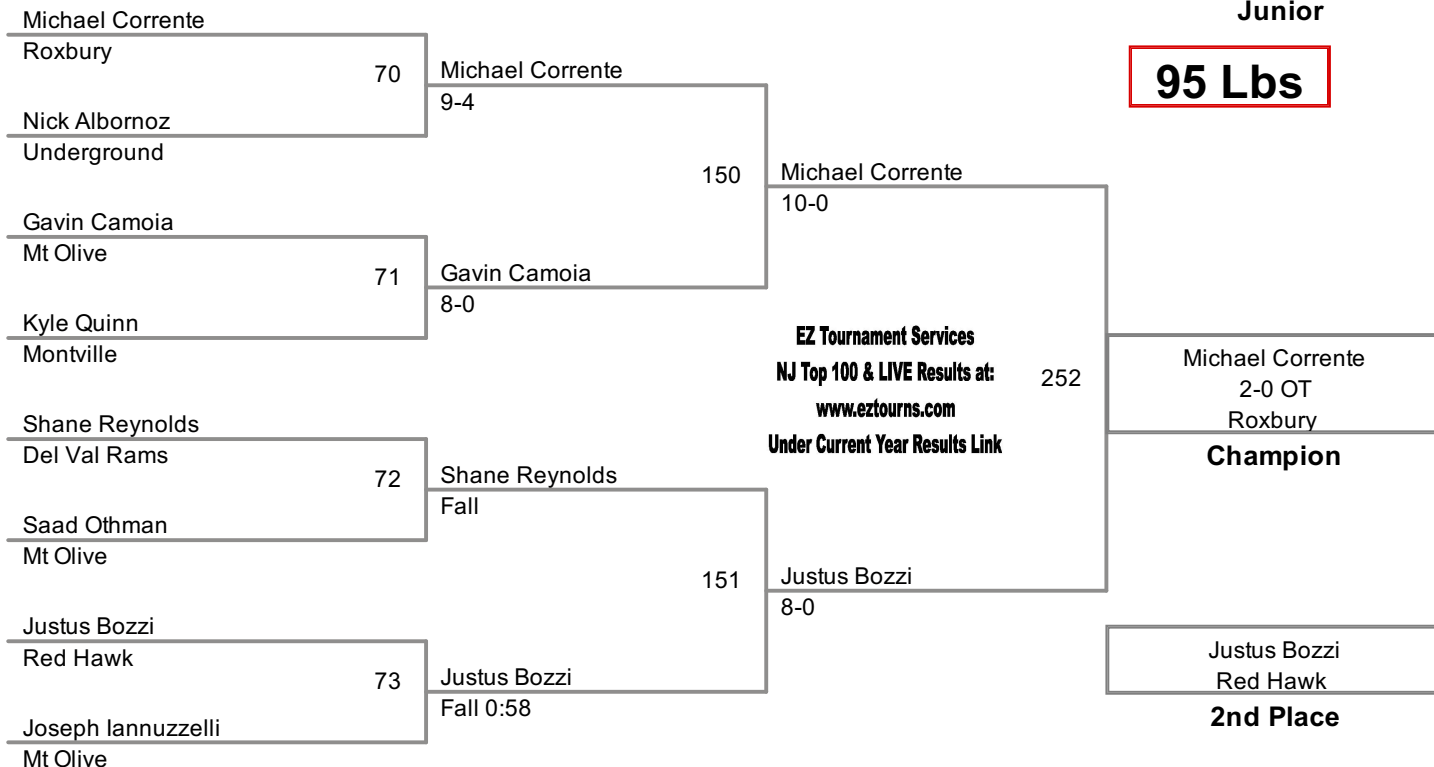 Junior
95 Lbs
Michael Corrente
Roxbury
70
Nick Albornoz
Underground
Michael Corrente
9-4
Gavin Camoia
Mt Olive
71
Kyle Quinn
Montville
Gavin Camoia
8-0
150
Michael Corrente
10-0
Shane Reynolds
Del Val Rams
72
Saad Othman
Mt Olive
Shane Reynolds
Fall
Justus Bozzi
Red Hawk
73
Joseph Iannuzzelli
Mt Olive
Justus Bozzi
Fall 0:58
151
Justus Bozzi
8-0
EZ Tournament Services
NJ Top 100 & LIVE Results at:
www.eztourns.com
Under Current Year Results Link
252
Michael Corrente
2-0 OT
Roxbury
Champion
Justus Bozzi
Red Hawk
2nd Place